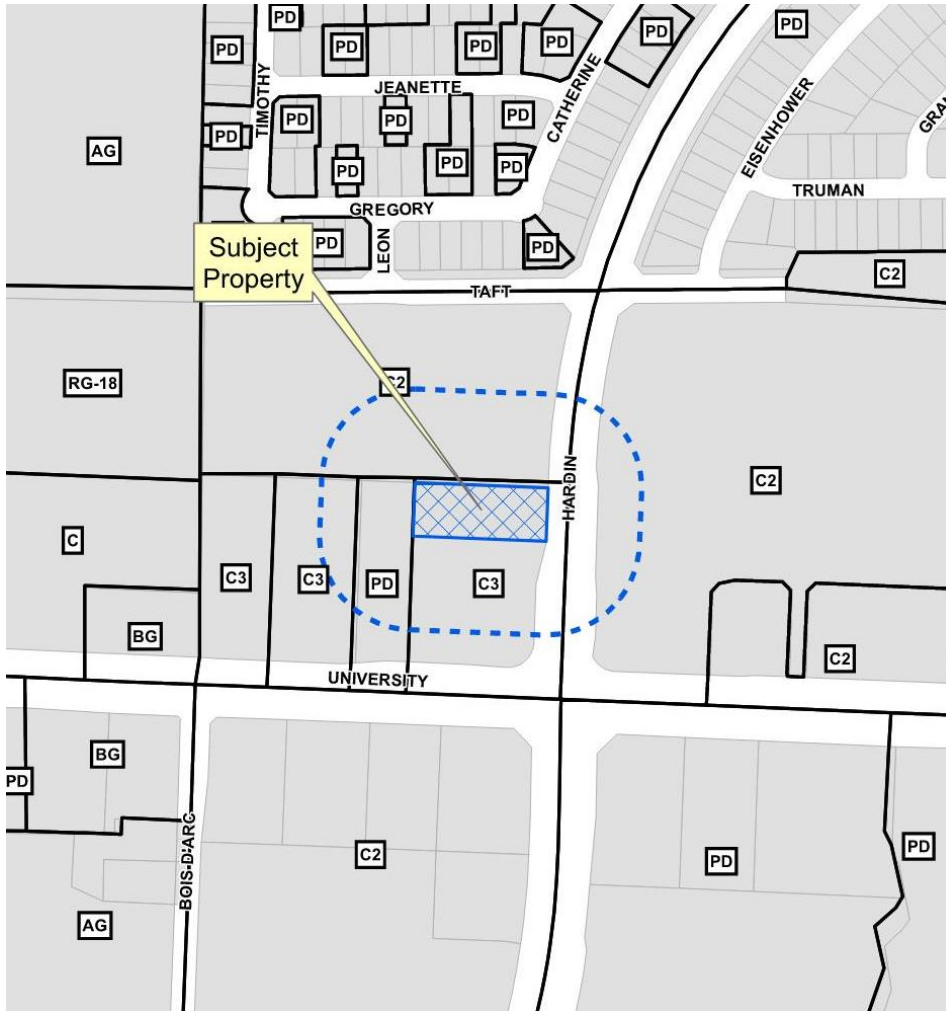 PD
PD
PD
PD
PD
PD
PD
TIMOTHY
JEANETTE
CATHERINE
EISENHOWER
PD
PD
PD
AG
PD
PD
PD
PD
TRUMAN
GREGORY
LEON
PD
PD
Subject
Property
C2
TAFT
RG-18
C2
C2
HARDIN
C
C3
C3
PD
C3
BG
C2
UNIVERSITY
BG
PD
BOIS-D'ARC
C2
PD
PD
AG